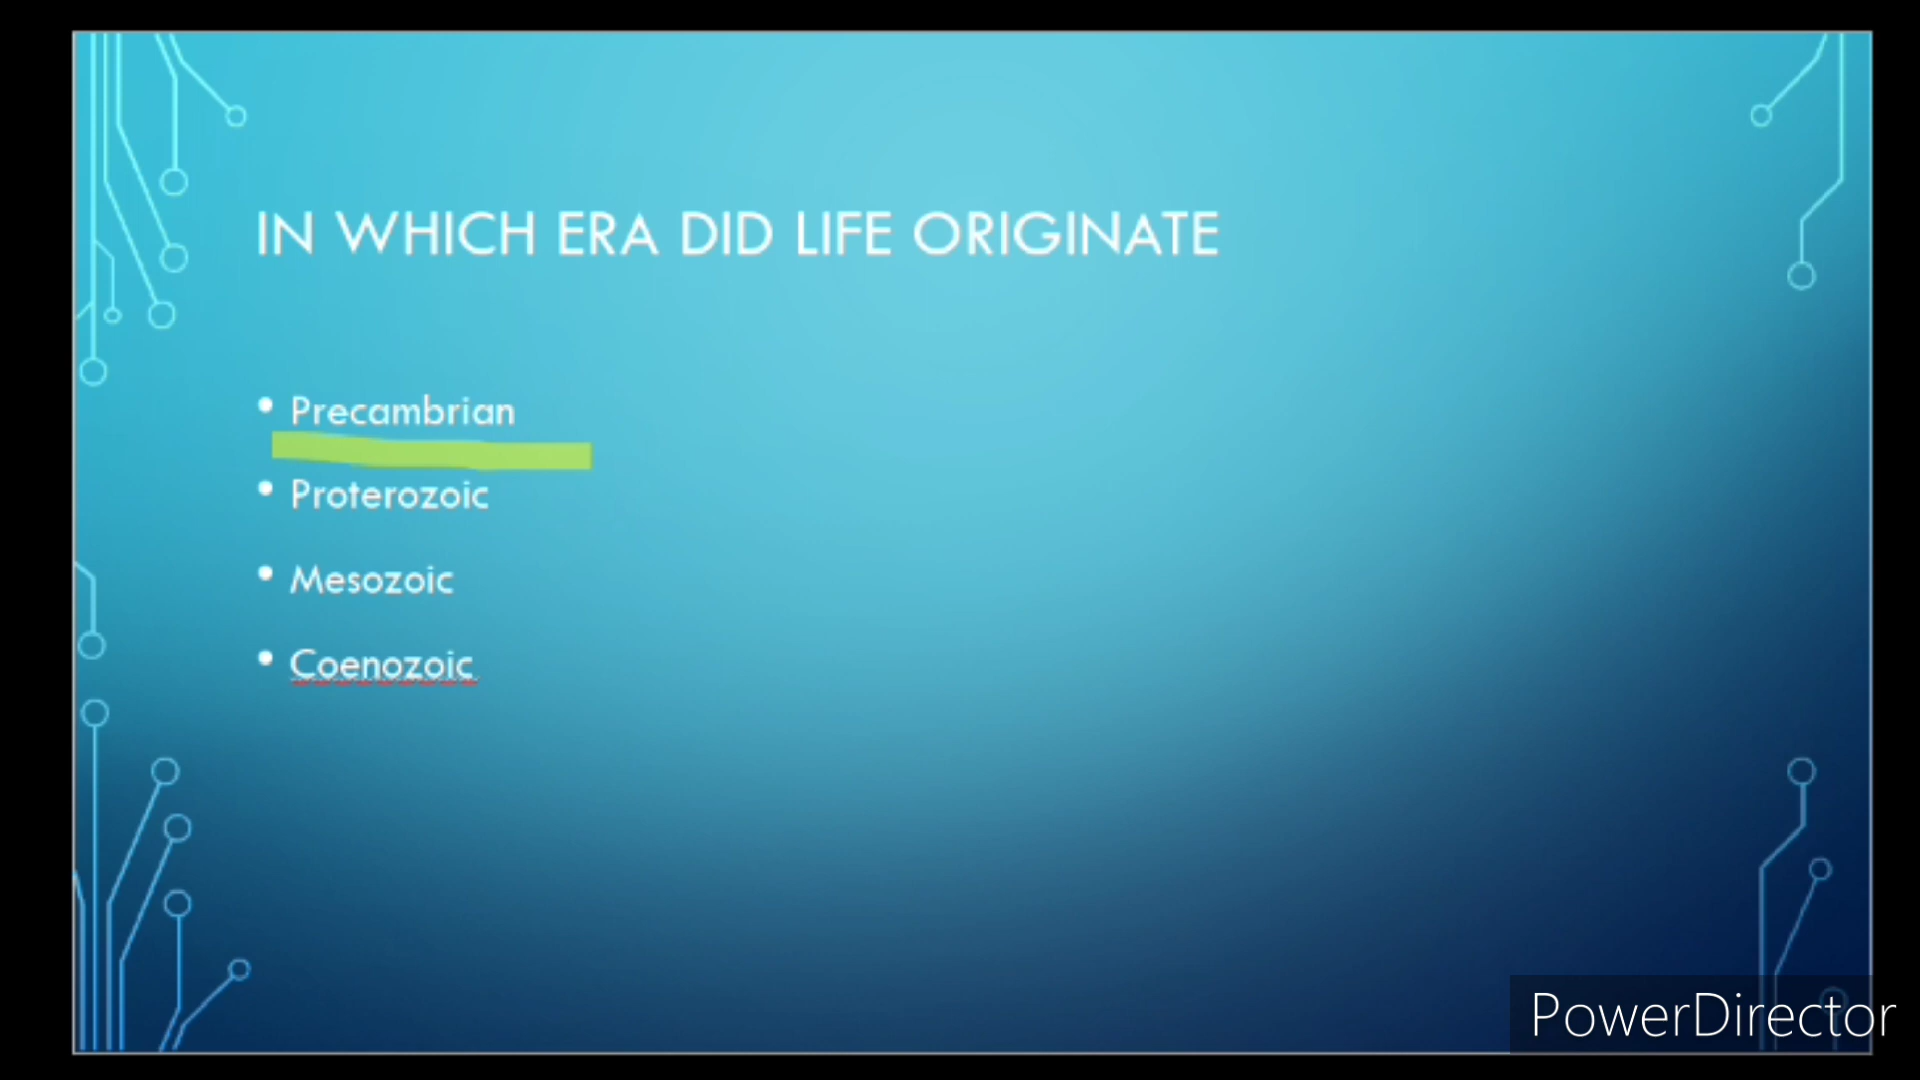 IN WHICH ERA DID LIFE ORIGINATE
• Precambrian
• Proterozoic
• Mesozoic
• Coenozoic
PowerDirector